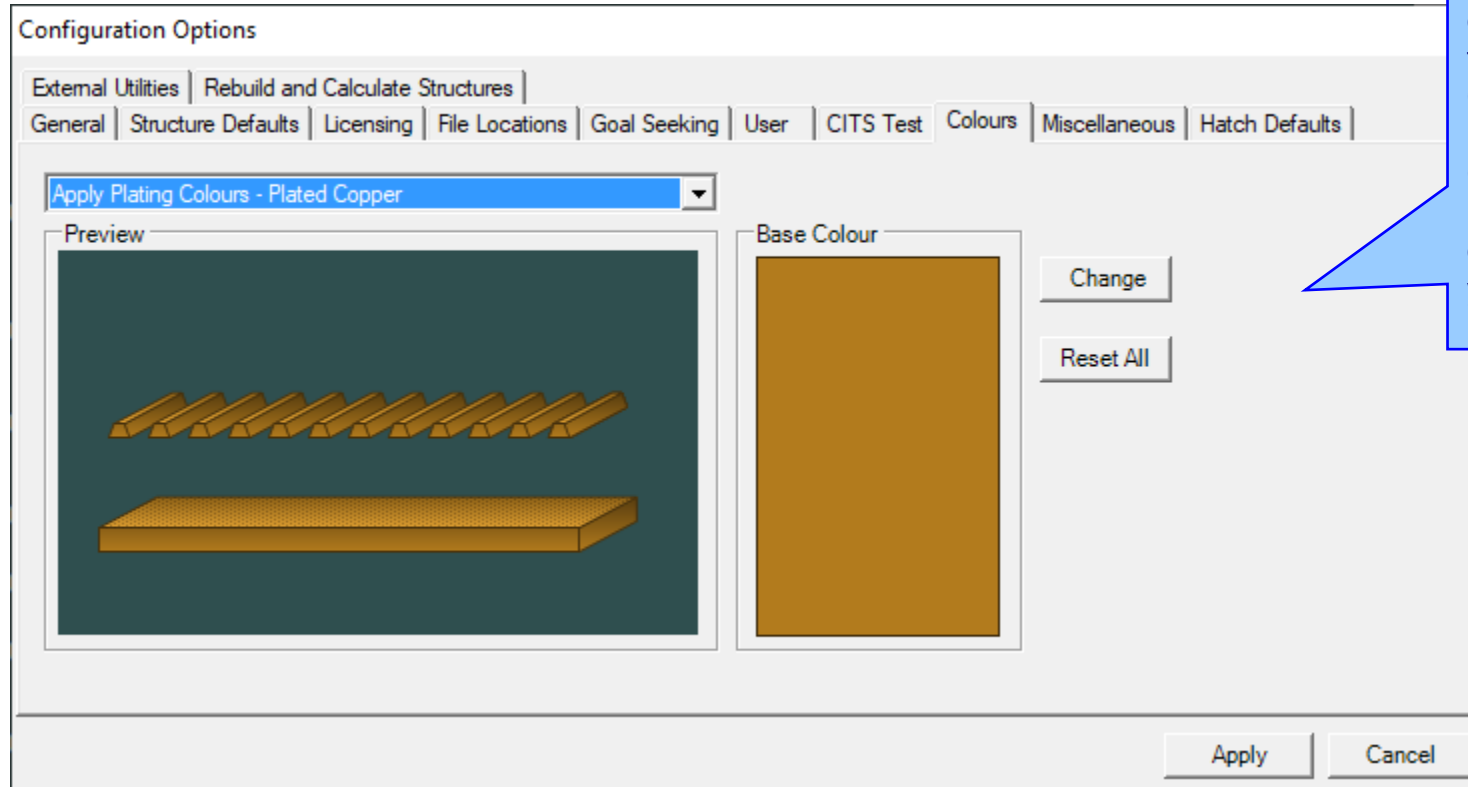 Configuration Options
External Utilities Rebuild and Calculate Structures
General Structure Defaults Licensing File Locations Goal Seeking User CITS Test Colours Miscellaneous Hatch Defaults
Apply Plating Colours - Plated Copper
Preview
Base Colour
Change
Reset All
Apply Cancel